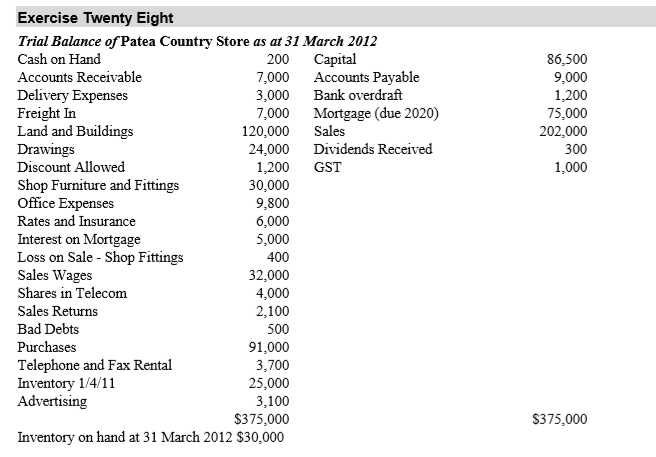 Exercise Twenty Eight
Trial Balance of Patea Country Store as at 31 March 2012
Cash on Hand 200 Capital 86,500
Accounts Receivable 7,000 Accounts Payable 9,000
Delivery Expenses 3,000 Bank overdraft 1,200
Freight In 7,000 Mortgage (due 2020) 75,000
Land and Buildings 120,000 Sales 202,000
Drawings 24,000 Dividends Received 300
Discount Allowed 1,200 GST 1,000
Shop Furniture and Fittings 30,000
Office Expenses 9,800
Rates and Insurance 6,000
Interest on Mortgage 5,000
Loss on Sale - Shop Fittings 400
Sales Wages 32,000
Shares in Telecom 4,000
Sales Returns 2,100
Bad Debts 500
Purchases 91,000
Telephone and Fax Rental 3,700
Inventory 1/4/11 25,000
Advertising 3,100
$375,000 $375,000
Inventory on hand at 31 March 2012 $30,000